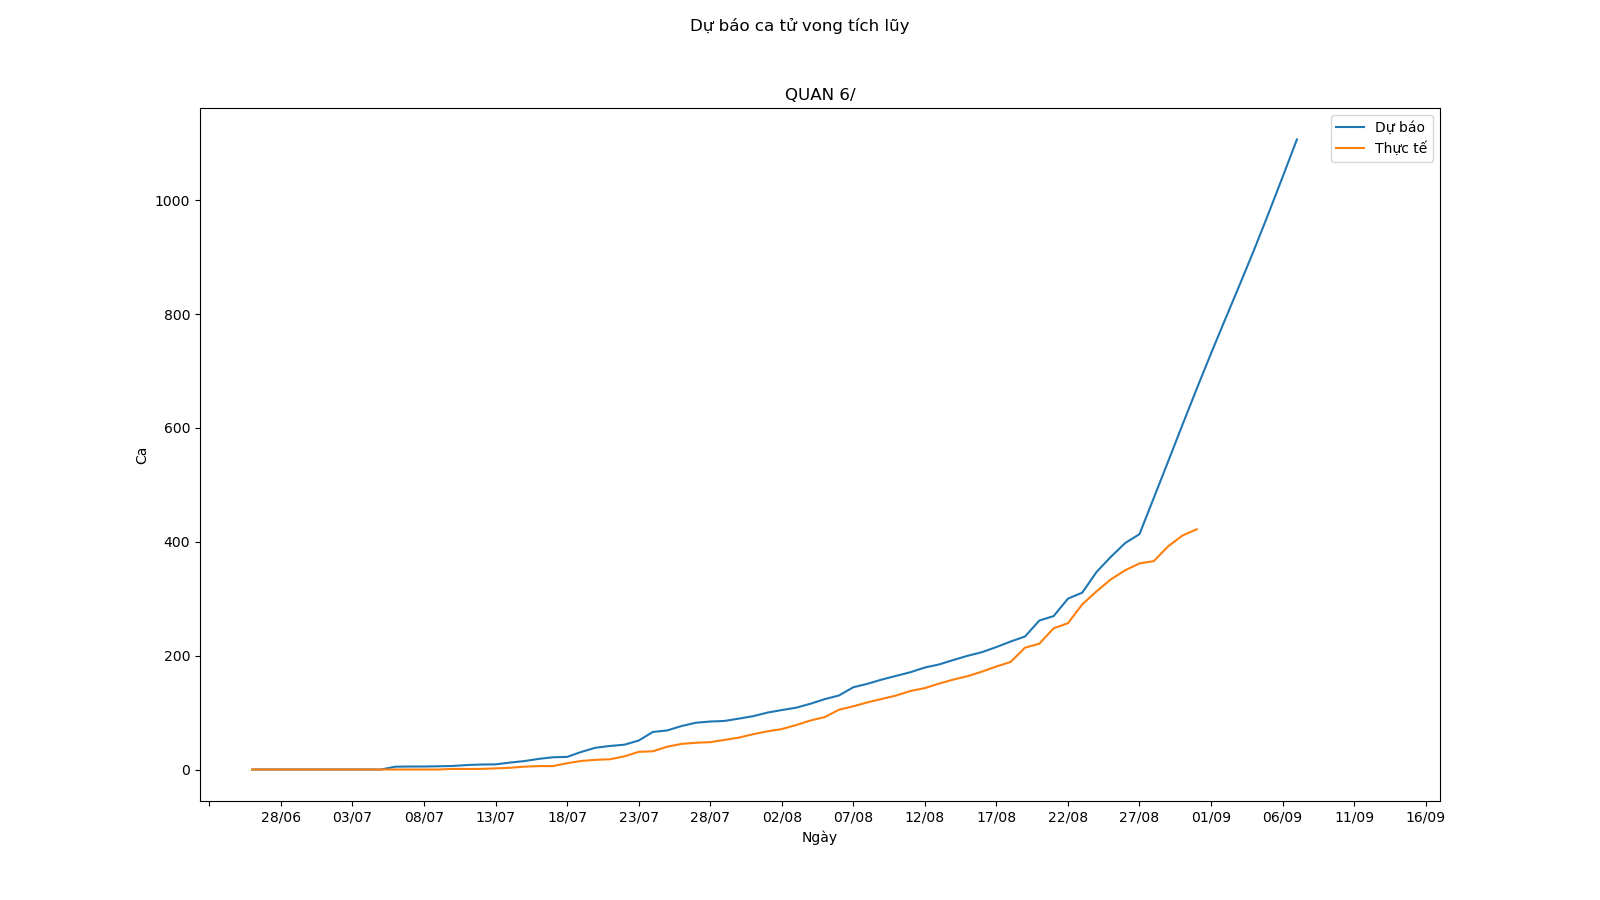 Dự báo ca tử vong tích lũy
QUAN 6/
Dự báo
Thực tế
1000
800
600
400
200
0
Ca
28/06 03/07 08/07 13/07 18/07 23/07 28/07 02/08 07/08 12/08 17/08 22/08 27/08 01/09 06/09 11/09 16/09
Ngày